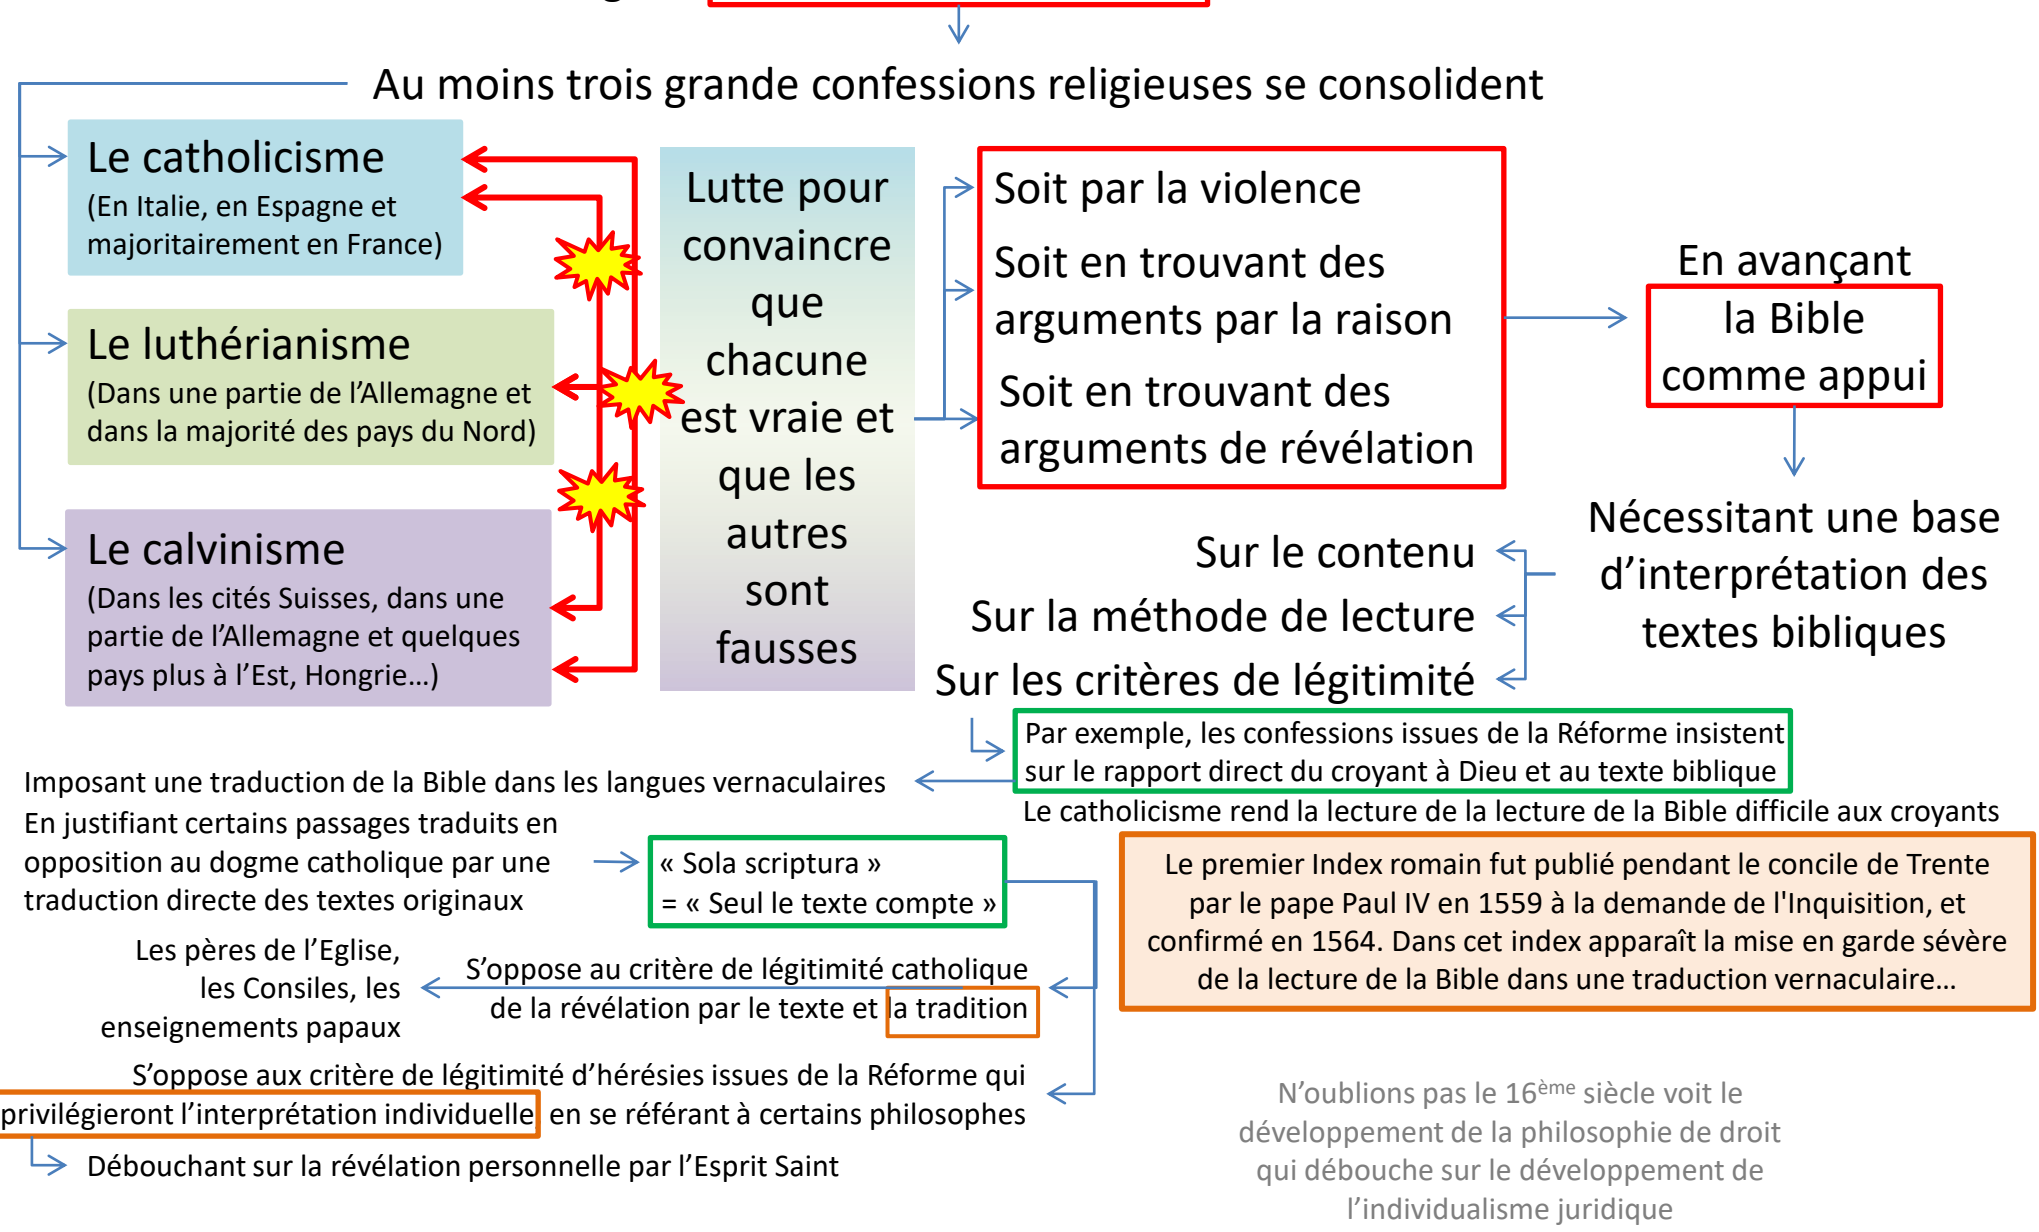 Au moins trois grande confessions religieuses se consolident
Le catholicisme
(En Italie, en Espagne et
majoritairement en France)
Le luthérianisme
(Dans une partie de l’Allemagne et
dans la majorité des pays du Nord)
Le calvinisme
(Dans les cités Suisses, dans une
partie de l’Allemagne et quelques
pays plus à l’Est, Hongrie…)
Lutte pour
convaincre
que
chacune
est vraie et
que les
autres
sont
fausses
Soit par la violence
Soit en trouvant des
arguments par la raison
Soit en trouvant des
arguments de révélation
En avançant
la Bible
comme appui
Nécessitant une base
d’interprétation des
textes bibliques
Sur le contenu
Sur la méthode de lecture
Sur les critères de légitimité
Par exemple, les confessions issues de la Réforme insistent
sur le rapport direct du croyant à Dieu et au texte biblique
Imposant une traduction de la Bible dans les langues vernaculaires
Le catholicisme rend la lecture de la lecture de la Bible difficile aux croyants
En justifiant certains passages traduits en
opposition au dogme catholique par une
traduction directe des textes originaux
« Sola scriptura »
= « Seul le texte compte »
Le premier Index romain fut publié pendant le concile de Trente
par le pape Paul IV en 1559 à la demande de l'Inquisition, et
confirmé en 1564. Dans cet index apparaît la mise en garde sévère
de la lecture de la Bible dans une traduction vernaculaire…
S’oppose au critère de légitimité catholique
de la révélation par le texte et la tradition
Les pères de l’Eglise,
les Consiles, les
enseignements papaux
S’oppose aux critère de légitimité d’hérésies issues de la Réforme qui
privilégieront l’interprétation individuelle en se référant à certains philosophes
Débouchant sur la révélation personnelle par l’Esprit Saint
N’oublions pas le 16ème siècle voit le
développement de la philosophie de droit
qui débouche sur le développement de
l’individualisme juridique